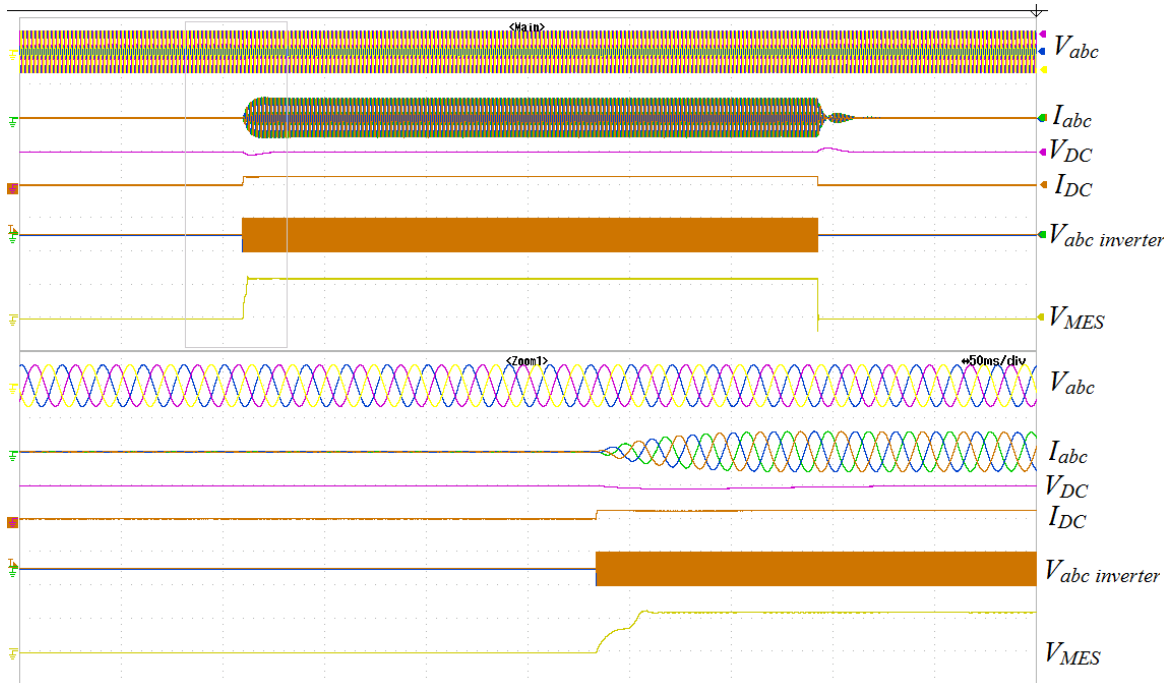 <Main>
Vabc
Iabc
VDC
IDC
Vabc inverter
VMES
<Zoom1>
50ms/div
Vabc
Iabc
VDC
IDC
Vabc inverter
VMES